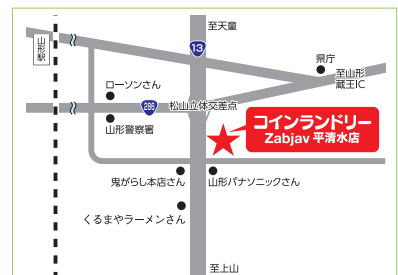 至天童
山形駅
13
県庁
至山形
蔵王IC
ローソンさん
286
松山立体交差点
山形警察署
コインランドリー
Zabjav 平清水店
鬼がらし本店さん
山形パナソニックさん
くるまやラーメンさん
至上山